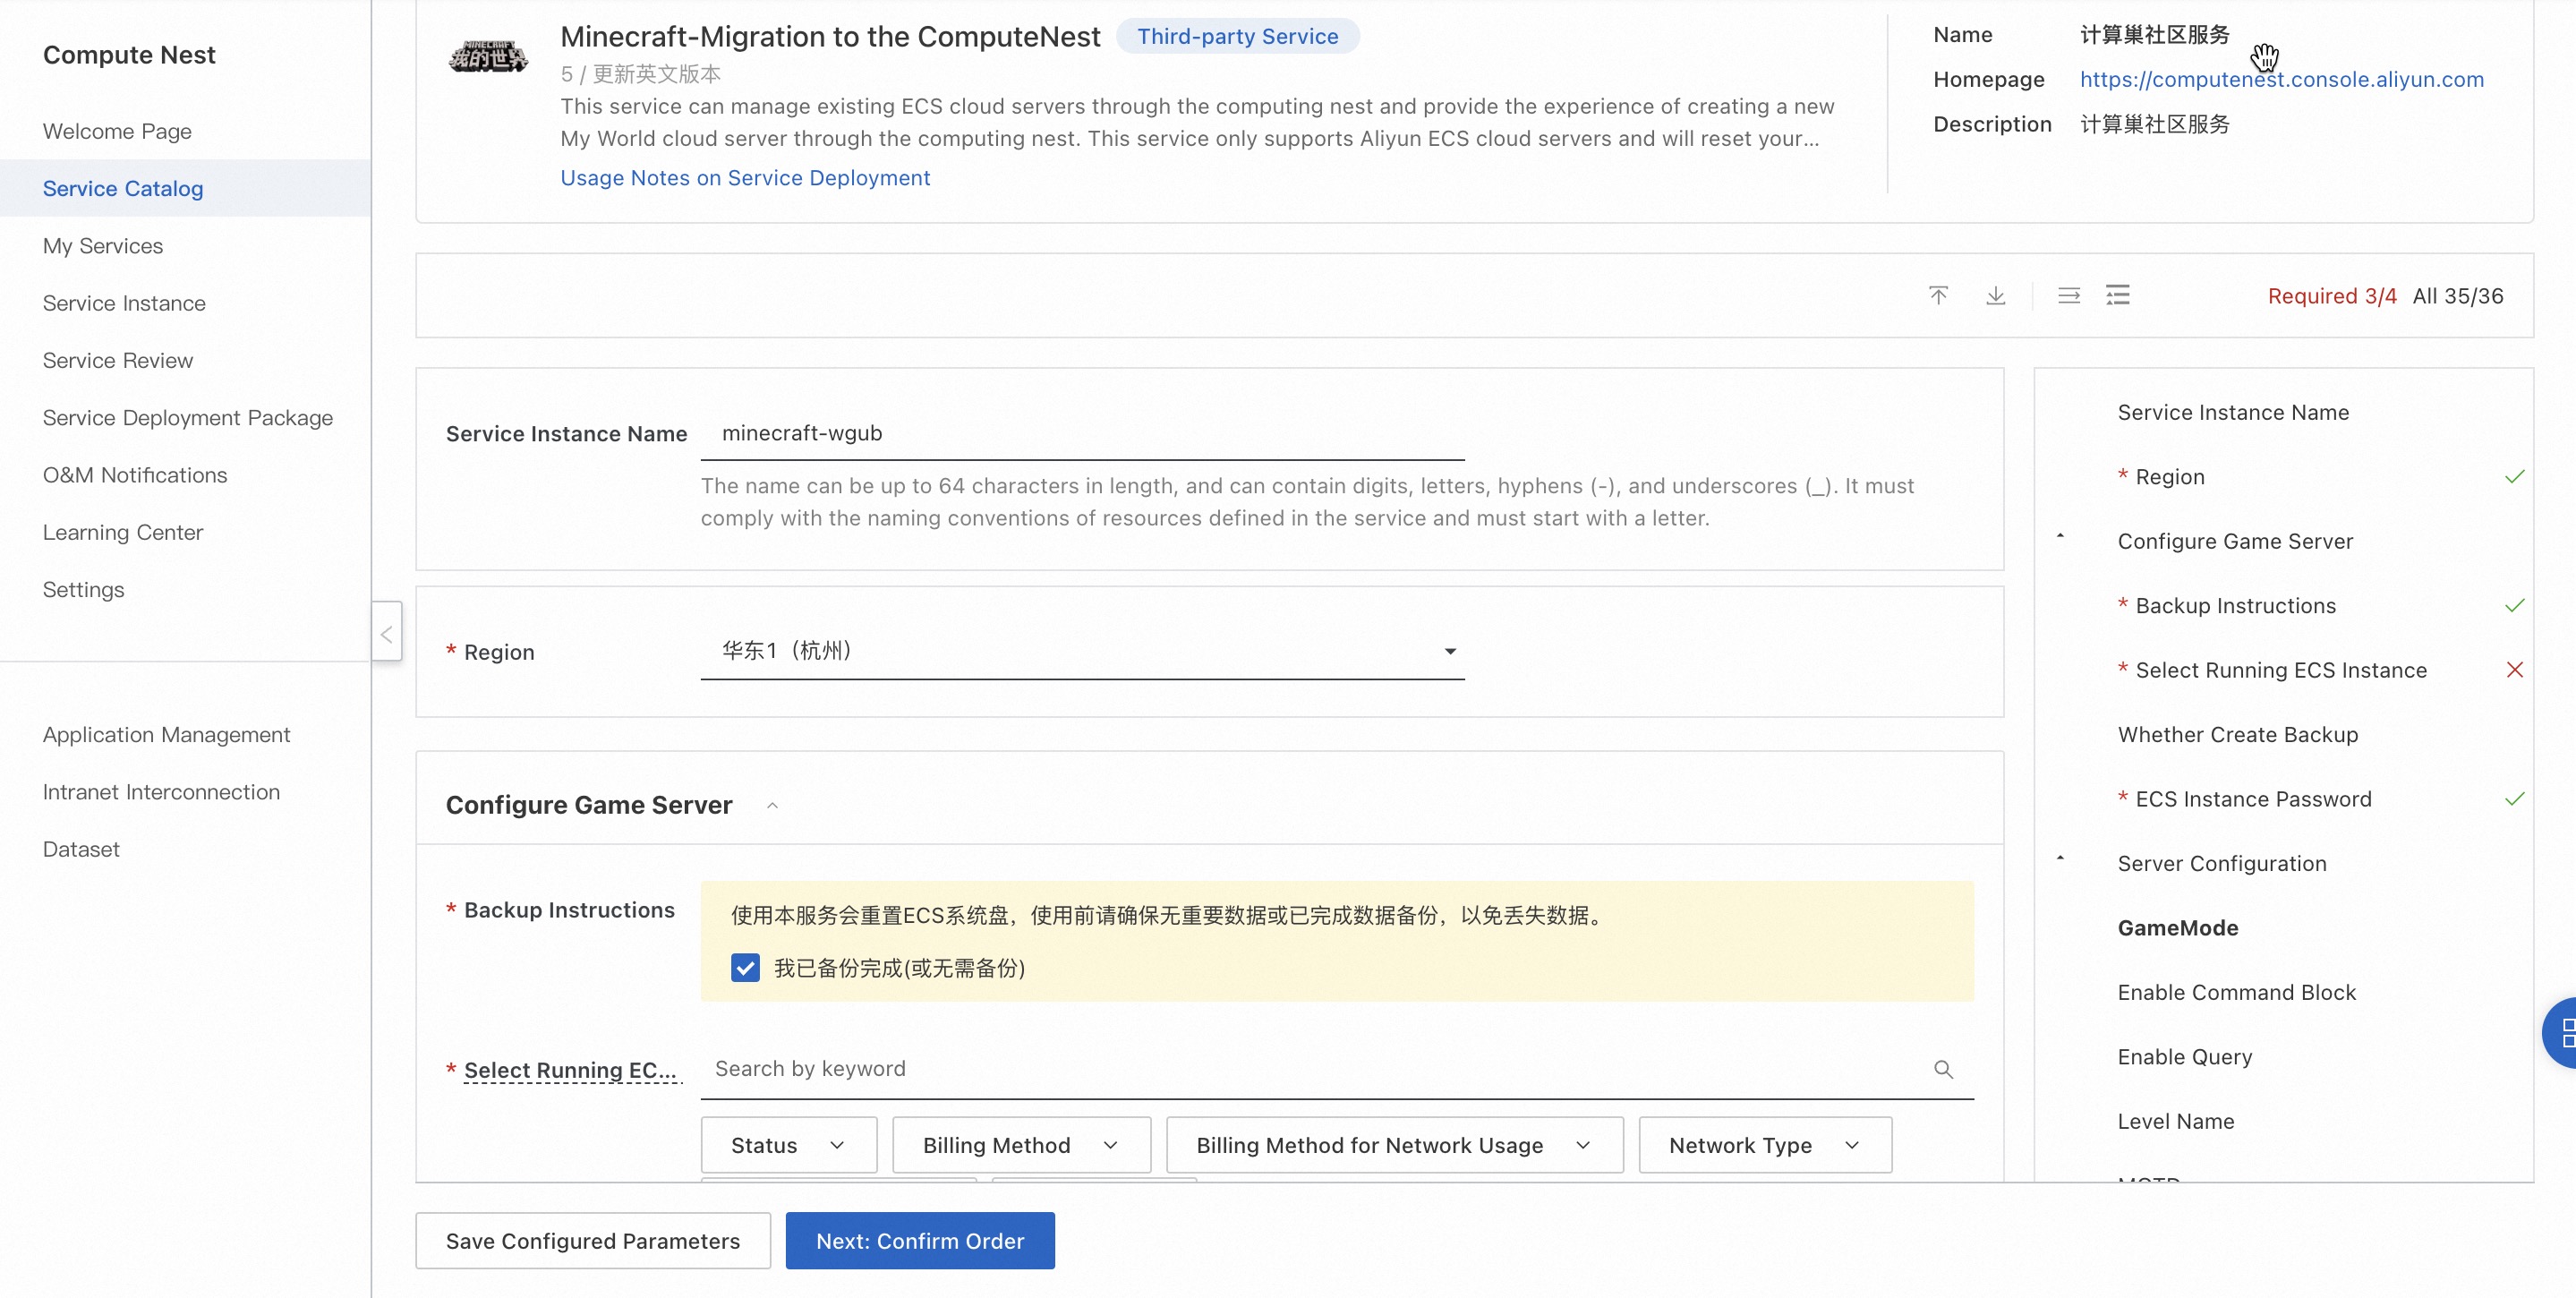 Compute Nest
Welcome Page
Service Catalog
My Services
Service Instance
Service Review
Service Deployment Package
O&M Notifications
Learning Center
Settings
Application Management
Intranet Interconnection
Dataset
MINECRAFT
我的世界
Minecraft-Migration to the ComputeNest
Third-party Service
5 / 更新英文版本
This service can manage existing ECS cloud servers through the computing nest and provide the experience of creating a new
My World cloud server through the computing nest. This service only supports Aliyun ECS cloud servers and will reset your...
Usage Notes on Service Deployment
Name 计算巢社区服务
Homepage https://computenest.console.aliyun.com
Description 计算巢社区服务
Required 3/4 All 35/36
Service Instance Name minecraft-wgub
The name can be up to 64 characters in length, and can contain digits, letters, hyphens (-), and underscores (_). It must
comply with the naming conventions of resources defined in the service and must start with a letter.
* Region 华东1（杭州）
Configure Game Server
* Backup Instructions 使用本服务会重置ECS系统盘，使用前请确保无重要数据或已完成数据备份，以免丢失数据。
我已备份完成(或无需备份)
* Select Running EC... Search by keyword
Status Billing Method Billing Method for Network Usage Network Type
Service Instance Name
* Region
Configure Game Server
* Backup Instructions
* Select Running ECS Instance
Whether Create Backup
* ECS Instance Password
Server Configuration
GameMode
Enable Command Block
Enable Query
Level Name
Save Configured Parameters Next: Confirm Order